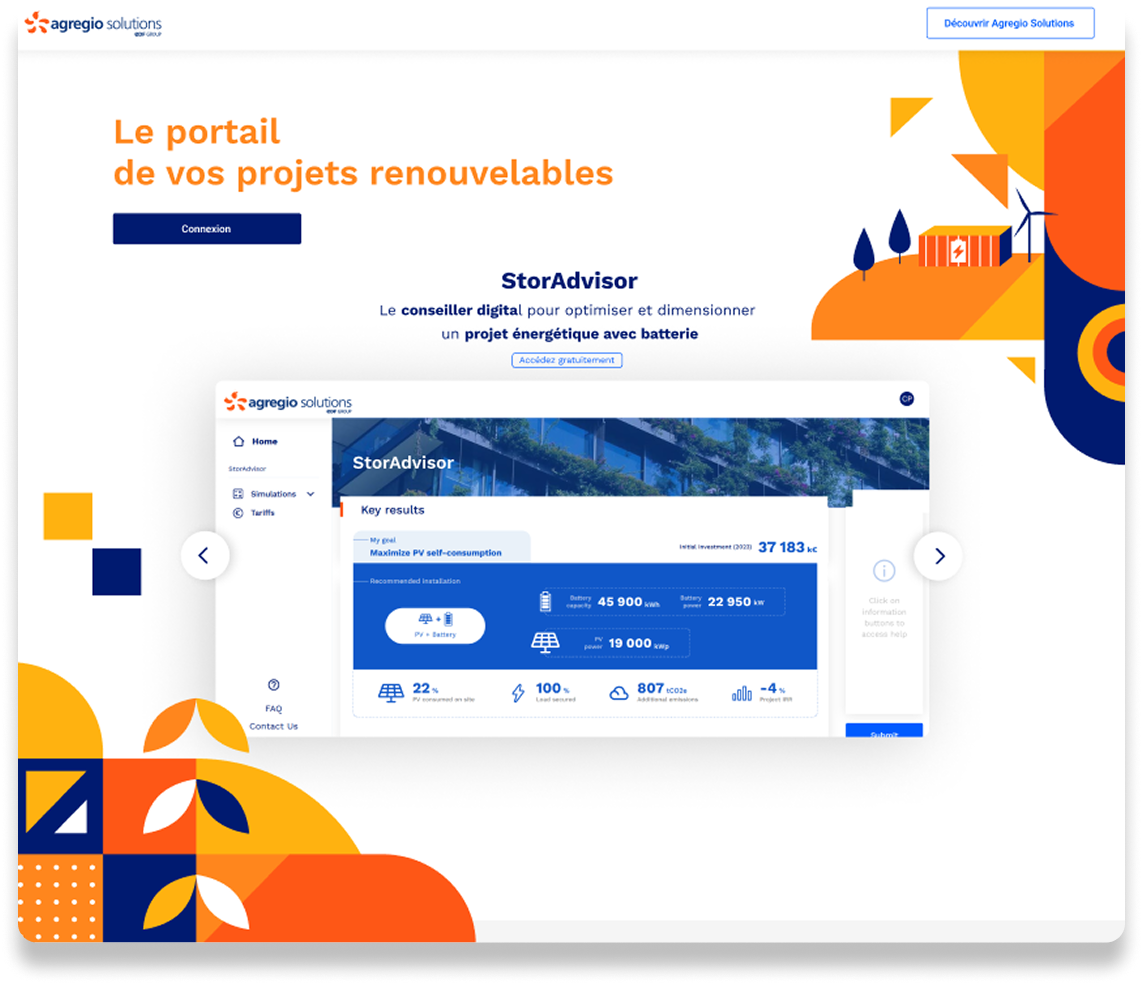 agregio solutions
edf GROUP
Découvrir Agregio Solutions
Le portail
de vos projets renouvelables
Connexion
StorAdvisor
Le conseiller digital pour optimiser et dimensionner
un projet énergétique avec batterie
Accédez gratuitement
agregio solutions
edf GROUP
CP
Home
StorAdvisor
Simulations
Tariffs
FAQ
Contact Us
StorAdvisor
Key results
My goal
Maximize PV self-consumption
Initial investment (2023) 37 183 k€
Recommended installation
PV + Battery
Battery capacity 45 900 kWh
Battery power 22 950 kW
PV power 19 000 kWp
22 % PV consumed on site
100 % Load secured
807 tCO2e Additional emissions
-4 % Project IRR
Click on
information
buttons to
access help
Submit